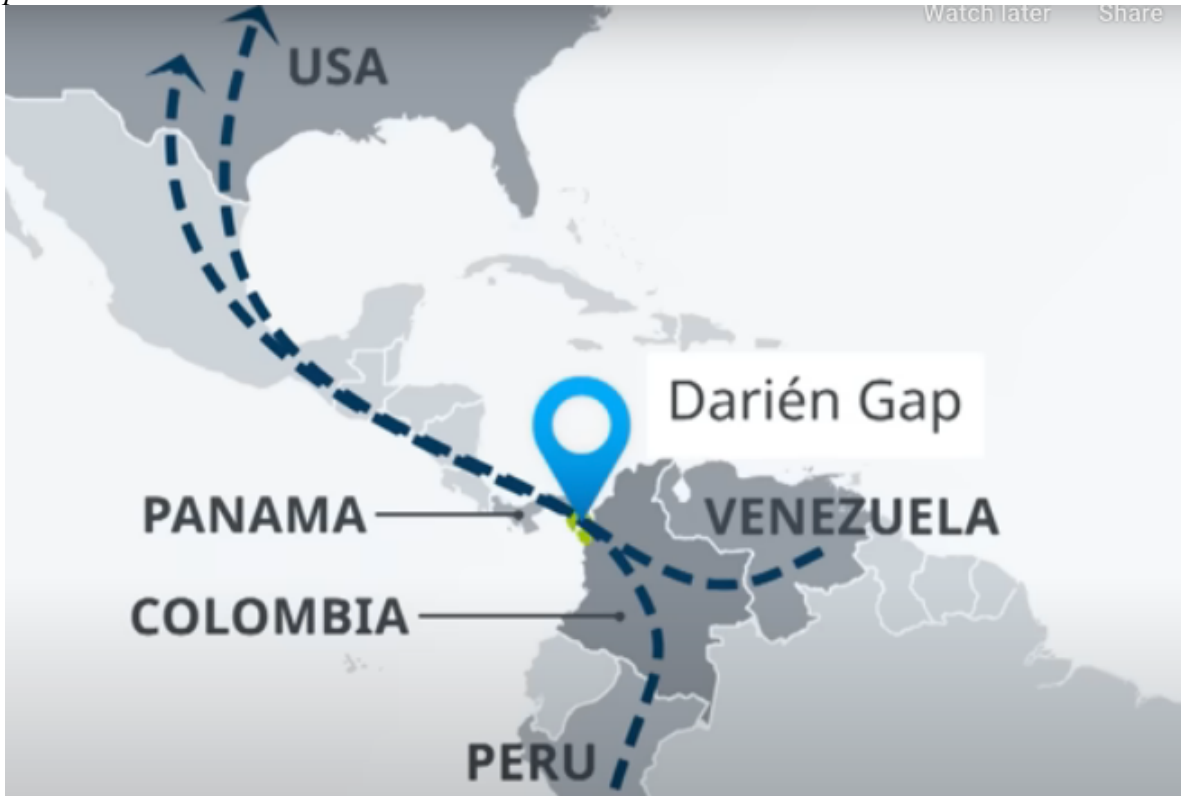 Watch later Share
USA
Darién Gap
PANAMA
VENEZUELA
COLOMBIA
PERU